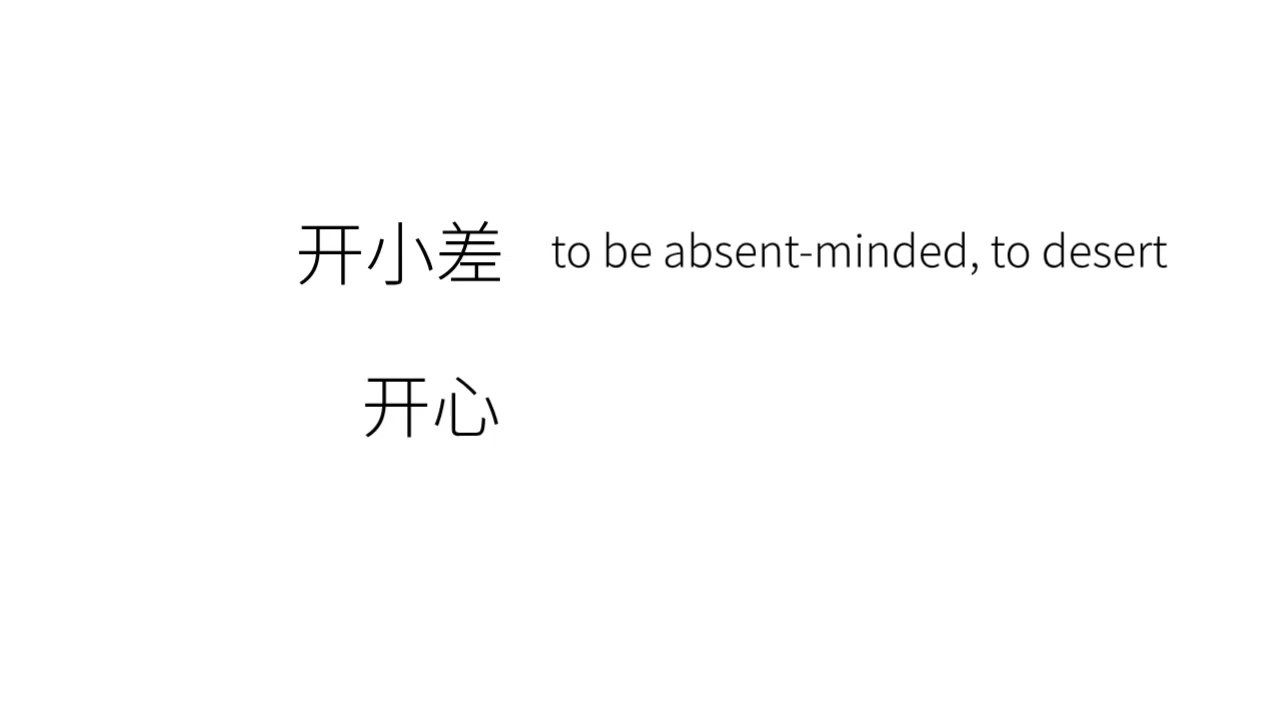 开小差 to be absent-minded, to desert
开心